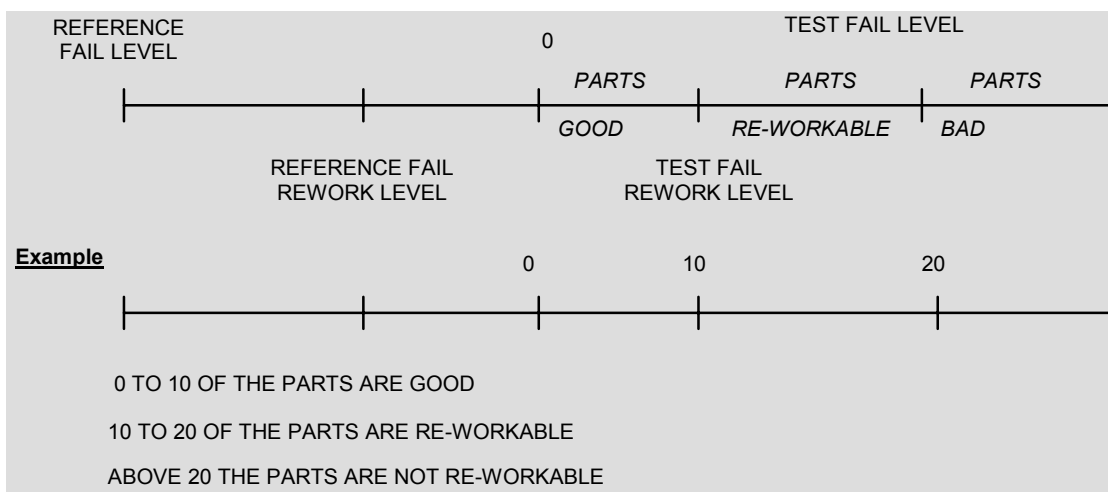 REFERENCE
FAIL LEVEL
0
TEST FAIL LEVEL
PARTS
PARTS
PARTS
GOOD
RE-WORKABLE
BAD
REFERENCE FAIL
REWORK LEVEL
TEST FAIL
REWORK LEVEL
Example
0
10
20
0 TO 10 OF THE PARTS ARE GOOD
10 TO 20 OF THE PARTS ARE RE-WORKABLE
ABOVE 20 THE PARTS ARE NOT RE-WORKABLE